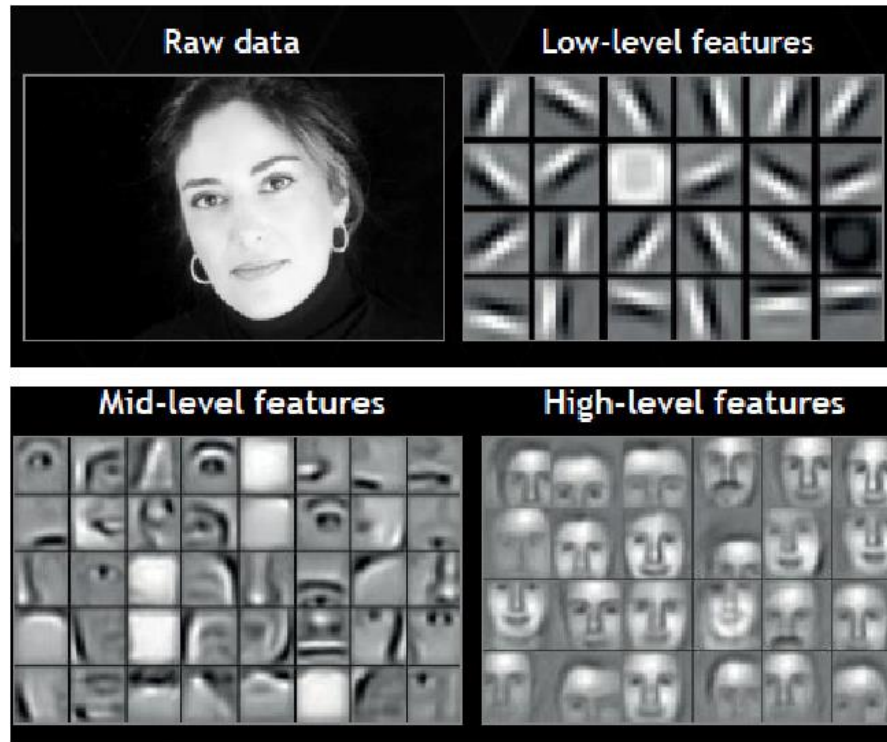 Raw data
Low-level features
Mid-level features
High-level features